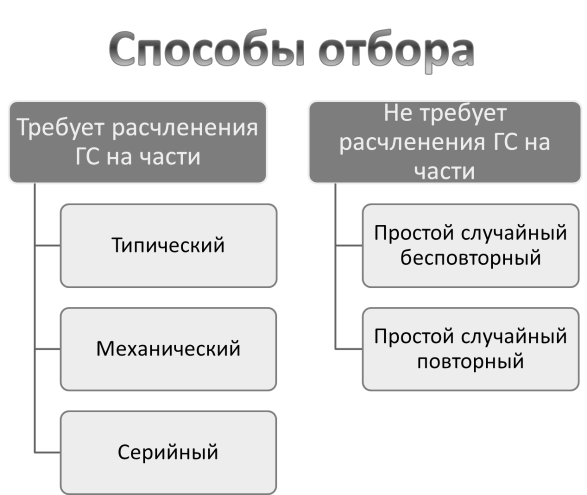 Способы отбора
Требует расчленения
ГС на части
Типический
Механический
Серийный
Не требует
расчленения ГС на
части
Простой случайный
бесповторный
Простой случайный
повторный